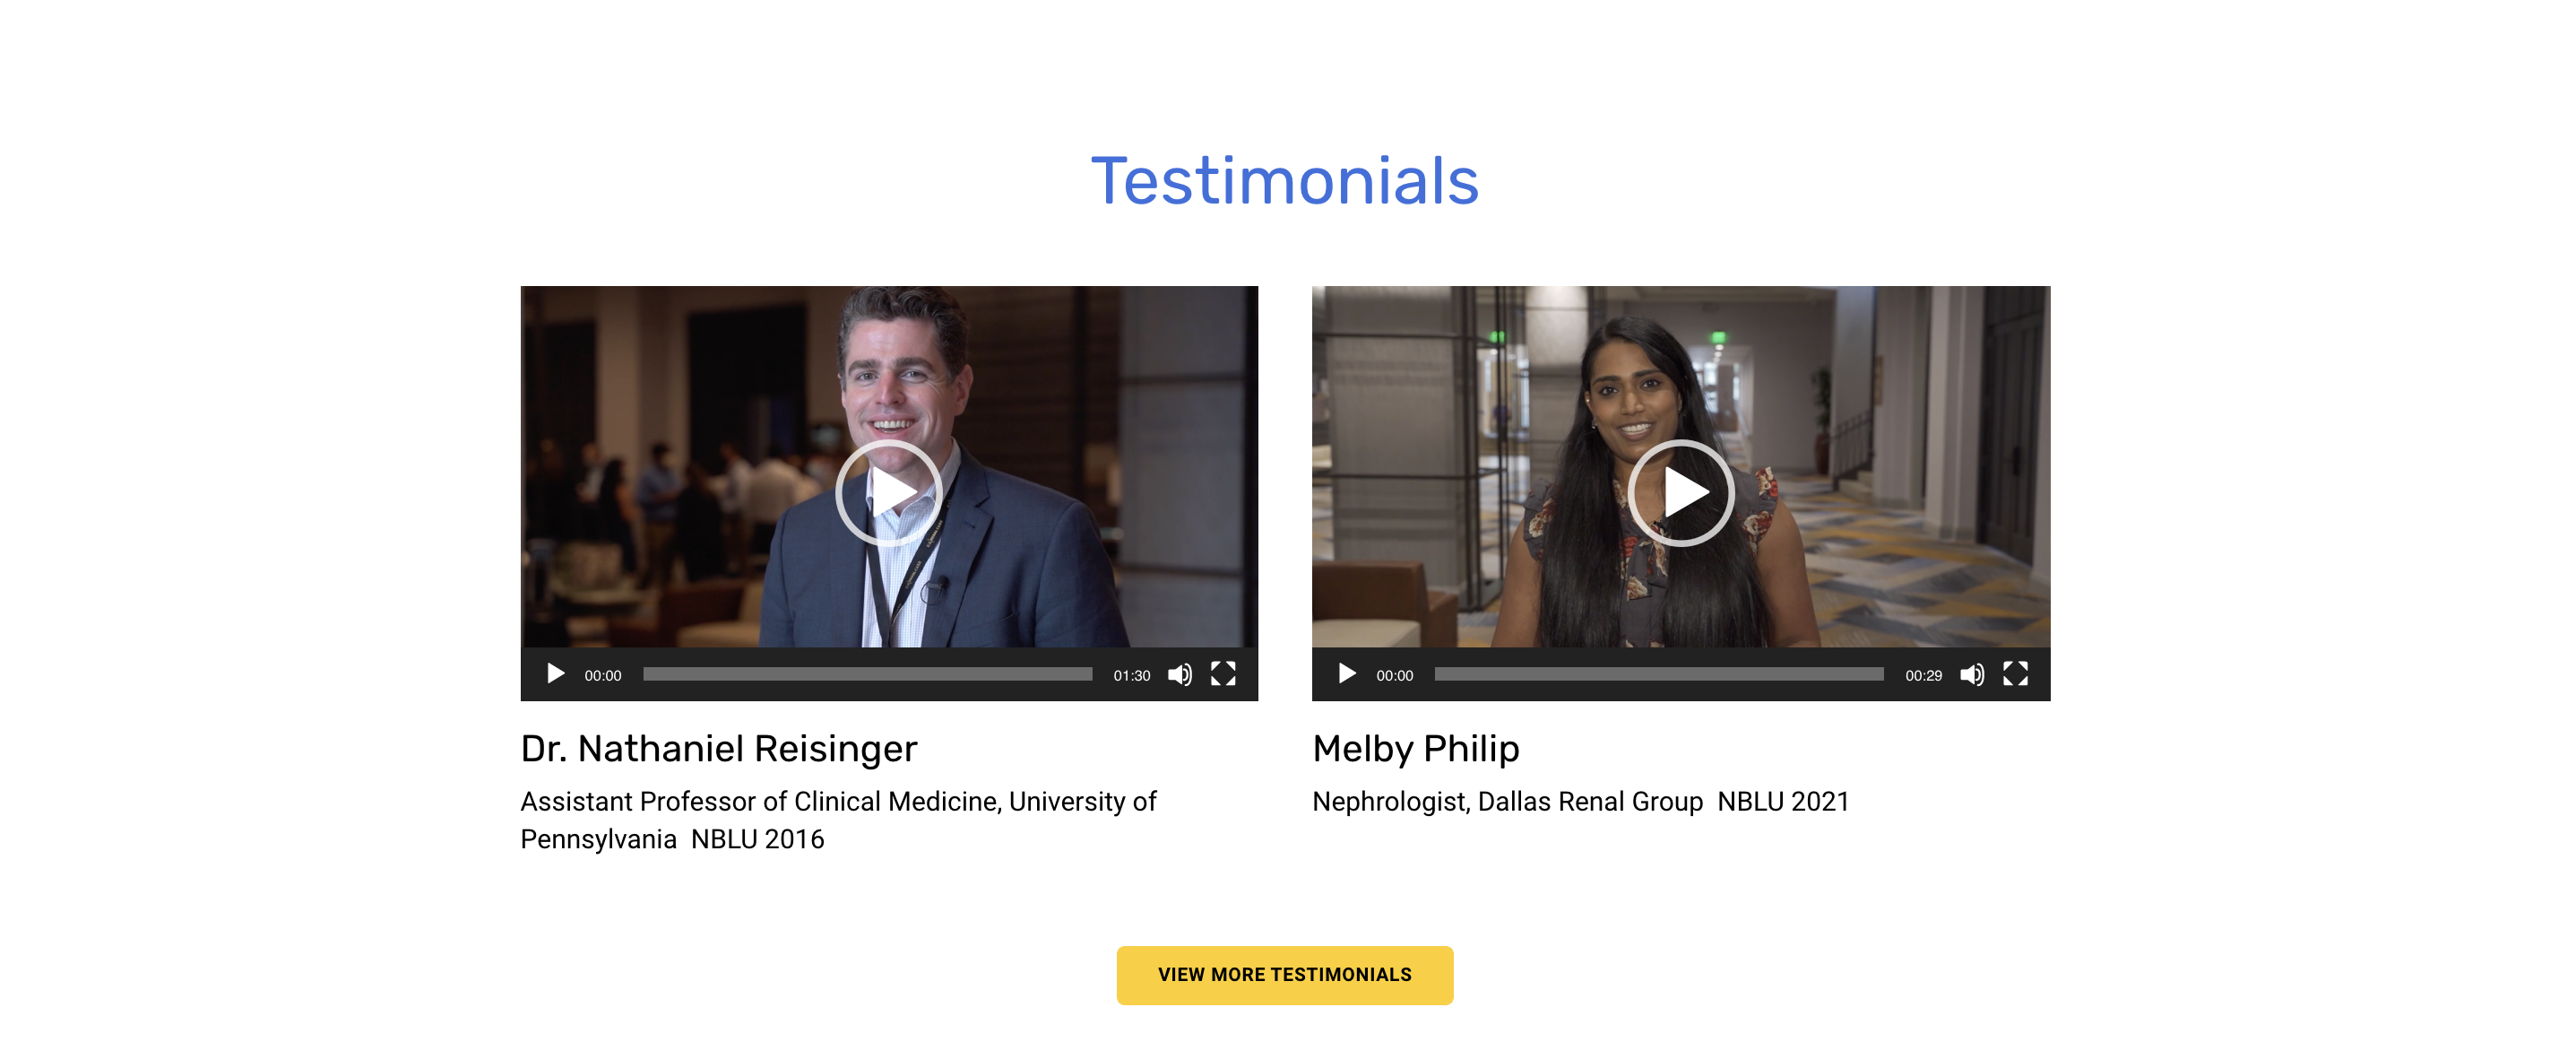 Testimonials
00:00
01:30
00:00
00:29
Dr. Nathaniel Reisinger
Assistant Professor of Clinical Medicine, University of
Pennsylvania  NBLU 2016
Melby Philip
Nephrologist, Dallas Renal Group  NBLU 2021
VIEW MORE TESTIMONIALS